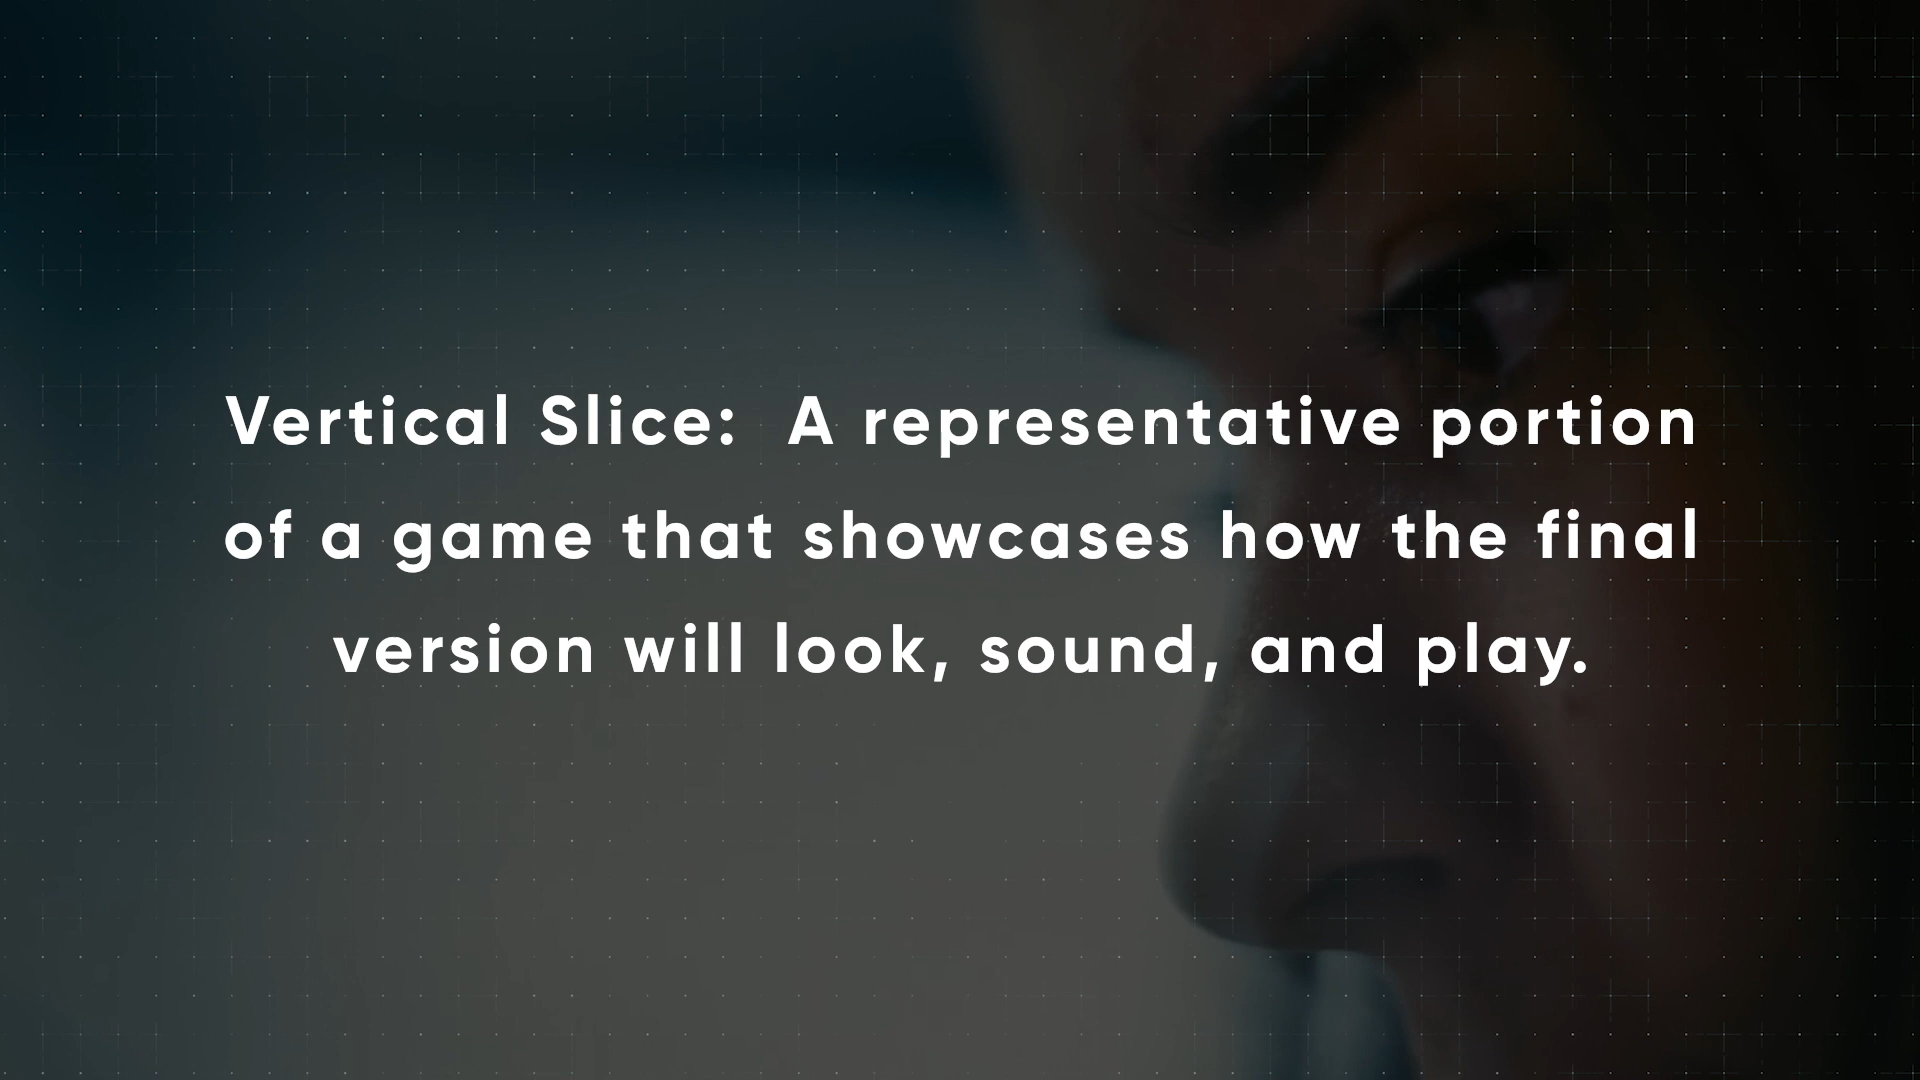 Vertical Slice:  A representative portion
of a game that showcases how the final
version will look, sound, and play.